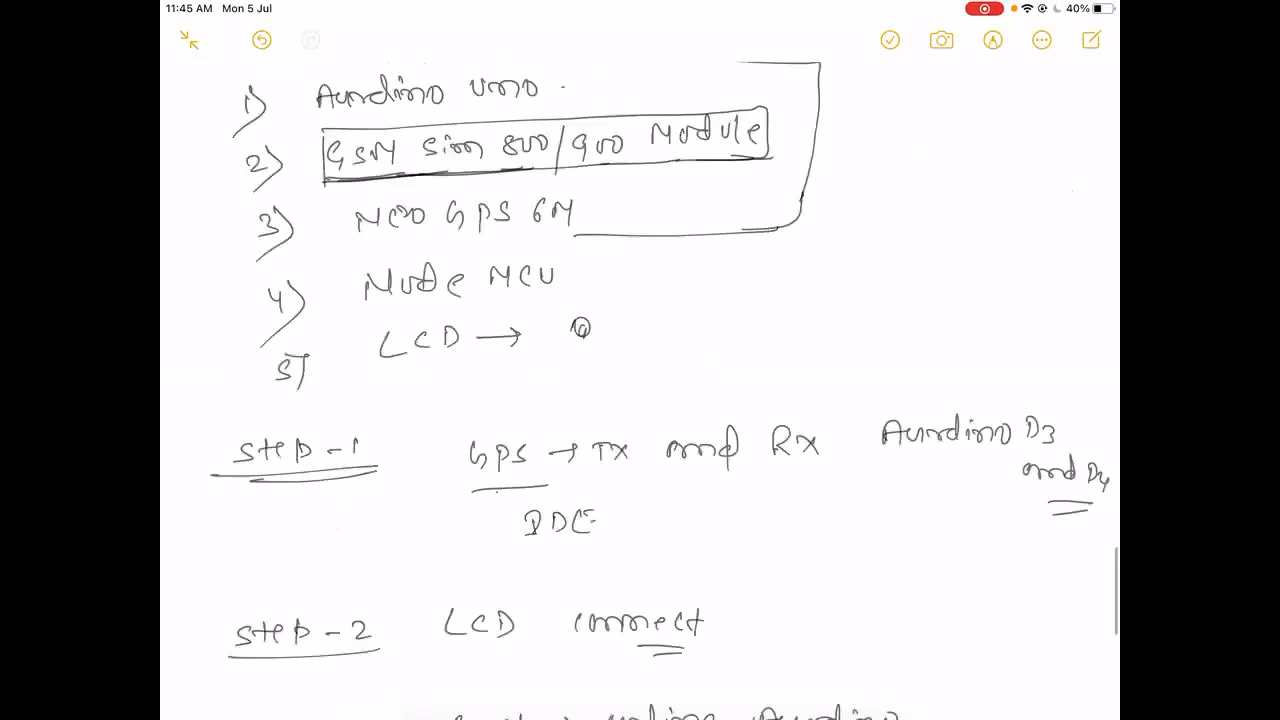 11:45 AM Mon 5 Jul 40%
1) Aurdino Uno.
2) GSM Sim 800/900 Module
3) NEO GPS 6M
4) Node MCU
5) LCD →
Step-1 GPS → TX and RX Aurdino D3
and D4
IDE
Step-2 LCD connect
Aurdino